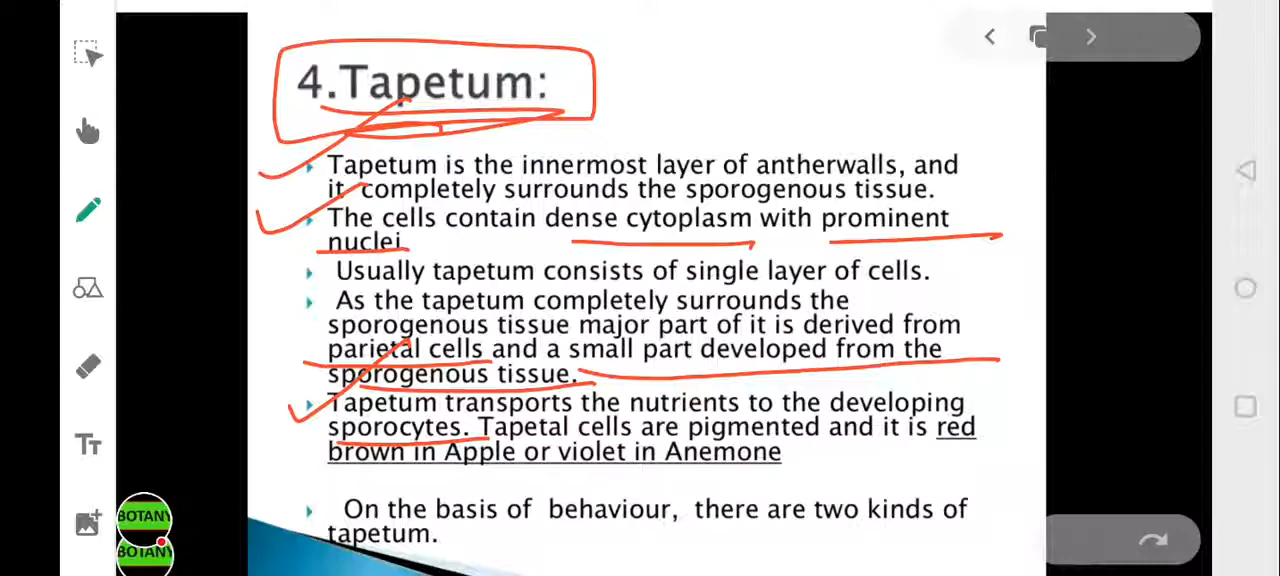 4.Tapetum:
Tapetum is the innermost layer of antherwalls, and
it completely surrounds the sporogenous tissue.
The cells contain dense cytoplasm with prominent
nuclei
Usually tapetum consists of single layer of cells.
As the tapetum completely surrounds the
sporogenous tissue major part of it is derived from
parietal cells and a small part developed from the
sporogenous tissue.
Tapetum transports the nutrients to the developing
sporocytes. Tapetal cells are pigmented and it is red
brown in Apple or violet in Anemone
On the basis of behaviour, there are two kinds of
tapetum.
TT
BOTANY
BOTANY